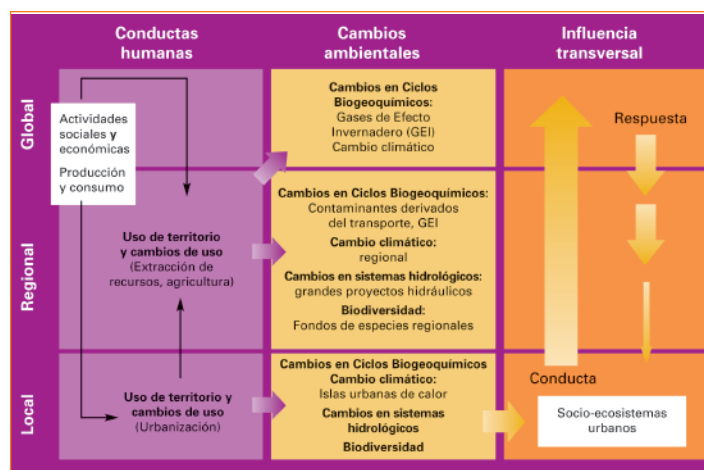 Conductas
humanas
Cambios
ambientales
Influencia
transversal
Global
Actividades
sociales y
económicas
Producción
y consumo
Cambios en Ciclos
Biogeoquímicos:
Gases de Efecto
Invernadero (GEI)
Cambio climático
Respuesta
Regional
Uso de territorio
y cambios de uso
(Extracción de
recursos, agricultura)
Cambios en Ciclos Biogeoquímicos:
Contaminantes derivados
del transporte, GEI
Cambio climático:
regional
Cambios en sistemas hidrológicos:
grandes proyectos hidráulicos
Biodiversidad:
Fondos de especies regionales
Local
Uso de territorio y
cambios de uso
(Urbanización)
Cambios en Ciclos Biogeoquímicos
Cambio climático:
Islas urbanas de calor
Cambios en sistemas
hidrológicos
Biodiversidad
Conducta
Socio-ecosistemas
urbanos